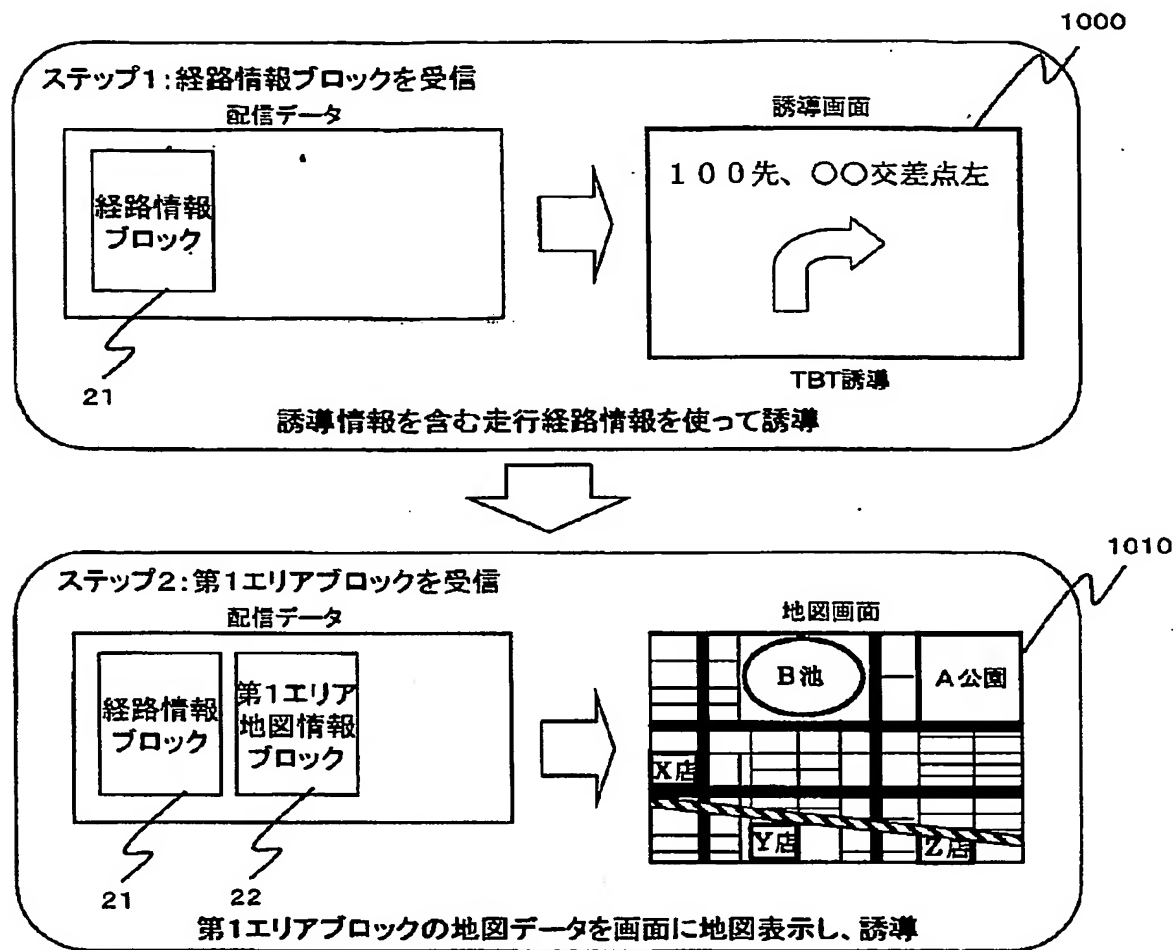 1000
ステップ1:経路情報ブロックを受信
配信データ
誘導画面
経路情報
ブロック
100先、〇〇交差点左
21
TBT誘導
誘導情報を含む走行経路情報を使って誘導
1010
ステップ2:第1エリアブロックを受信
配信データ
地図画面
経路情報
ブロック
第1エリア
地図情報
ブロック
B池
A公園
X店
Y店
Z店
21
22
第1エリアブロックの地図データを画面に地図表示し、誘導